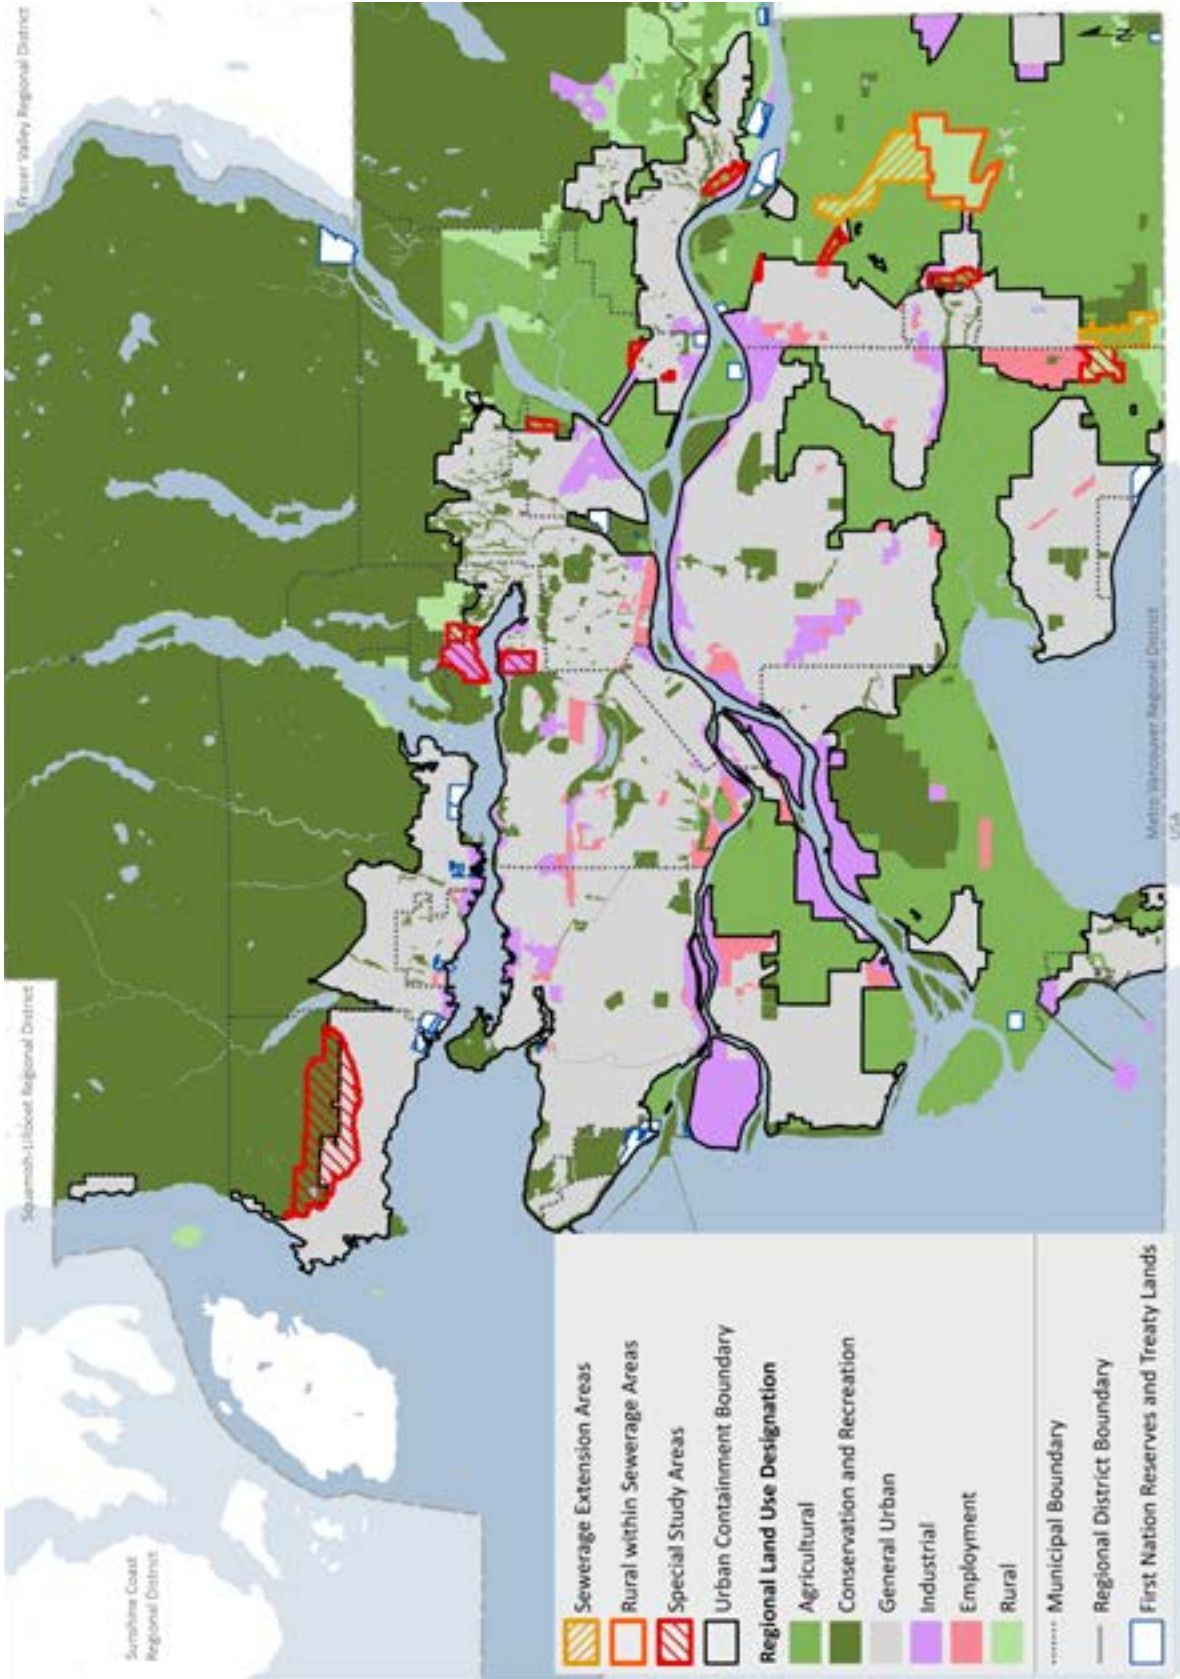 Sunshine Coast
Regional District
Squamish-Lillooet Regional District
Fraser Valley Regional District
Metro Vancouver Regional District
USA
N
Sewerage Extension Areas
Rural within Sewerage Areas
Special Study Areas
Urban Containment Boundary
Regional Land Use Designation
Agricultural
Conservation and Recreation
General Urban
Industrial
Employment
Rural
Municipal Boundary
Regional District Boundary
First Nation Reserves and Treaty Lands